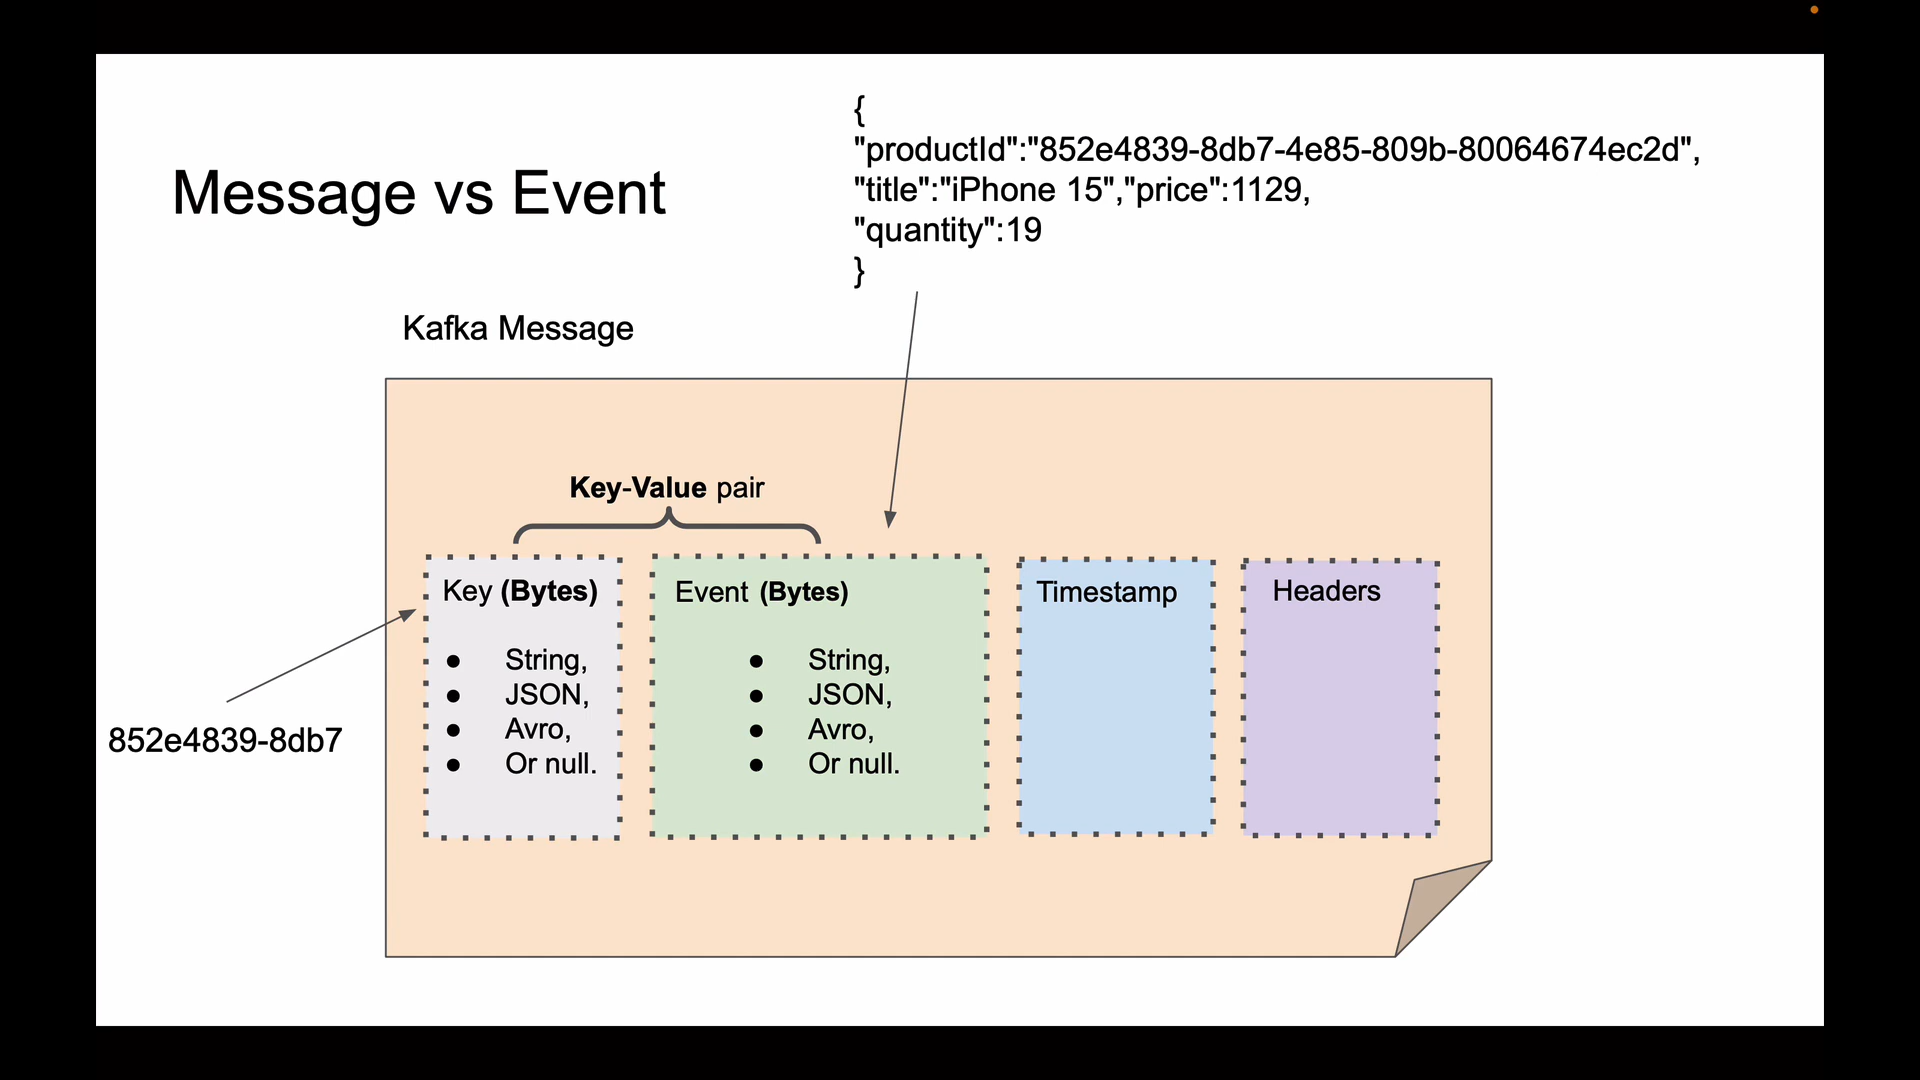 Message vs Event
{
"productId":"852e4839-8db7-4e85-809b-80064674ec2d",
"title":"iPhone 15","price":1129,
"quantity":19
}
Kafka Message
Key-Value pair
Key (Bytes)
● String,
● JSON,
● Avro,
● Or null.
Event (Bytes)
● String,
● JSON,
● Avro,
● Or null.
Timestamp
Headers
852e4839-8db7